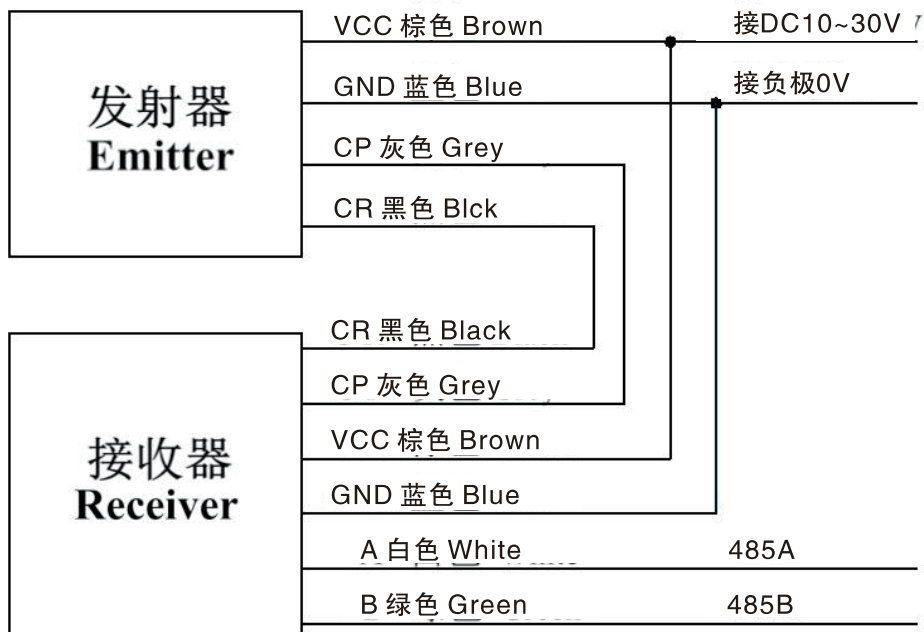 VCC 棕色 Brown
接DC10~30V
GND 蓝色 Blue
接负极0V
发射器
Emitter
CP 灰色 Grey
CR 黑色 Blck
CR 黑色 Black
CP 灰色 Grey
VCC 棕色 Brown
接收器
Receiver
GND 蓝色 Blue
A 白色 White
485A
B 绿色 Green
485B